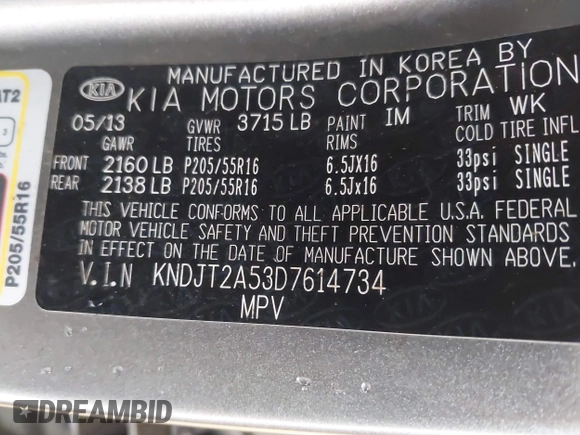 MANUFACTURED IN KOREA BY
KIA KIA MOTORS CORPORATION
05/13 GVWR 3715 LB PAINT IM TRIM WK
GAWR TIRES RIMS COLD TIRE INFL
FRONT 2160 LB P205/55R16 6.5JX16 33psi SINGLE
REAR 2138 LB P205/55R16 6.5Jx16 33psi SINGLE
THIS VEHICLE CONFORMS TO ALL APPLICABLE U.S.A. FEDERAL
MOTOR VEHICLE SAFETY AND THEFT PREVENTION STANDARDS
IN EFFECT ON THE DATE OF MANUFACTURE SHOWN ABOVE.
V.I.N KNDJT2A53D7614734
MPV
AT2
3
P205/55R16
DREAMBID